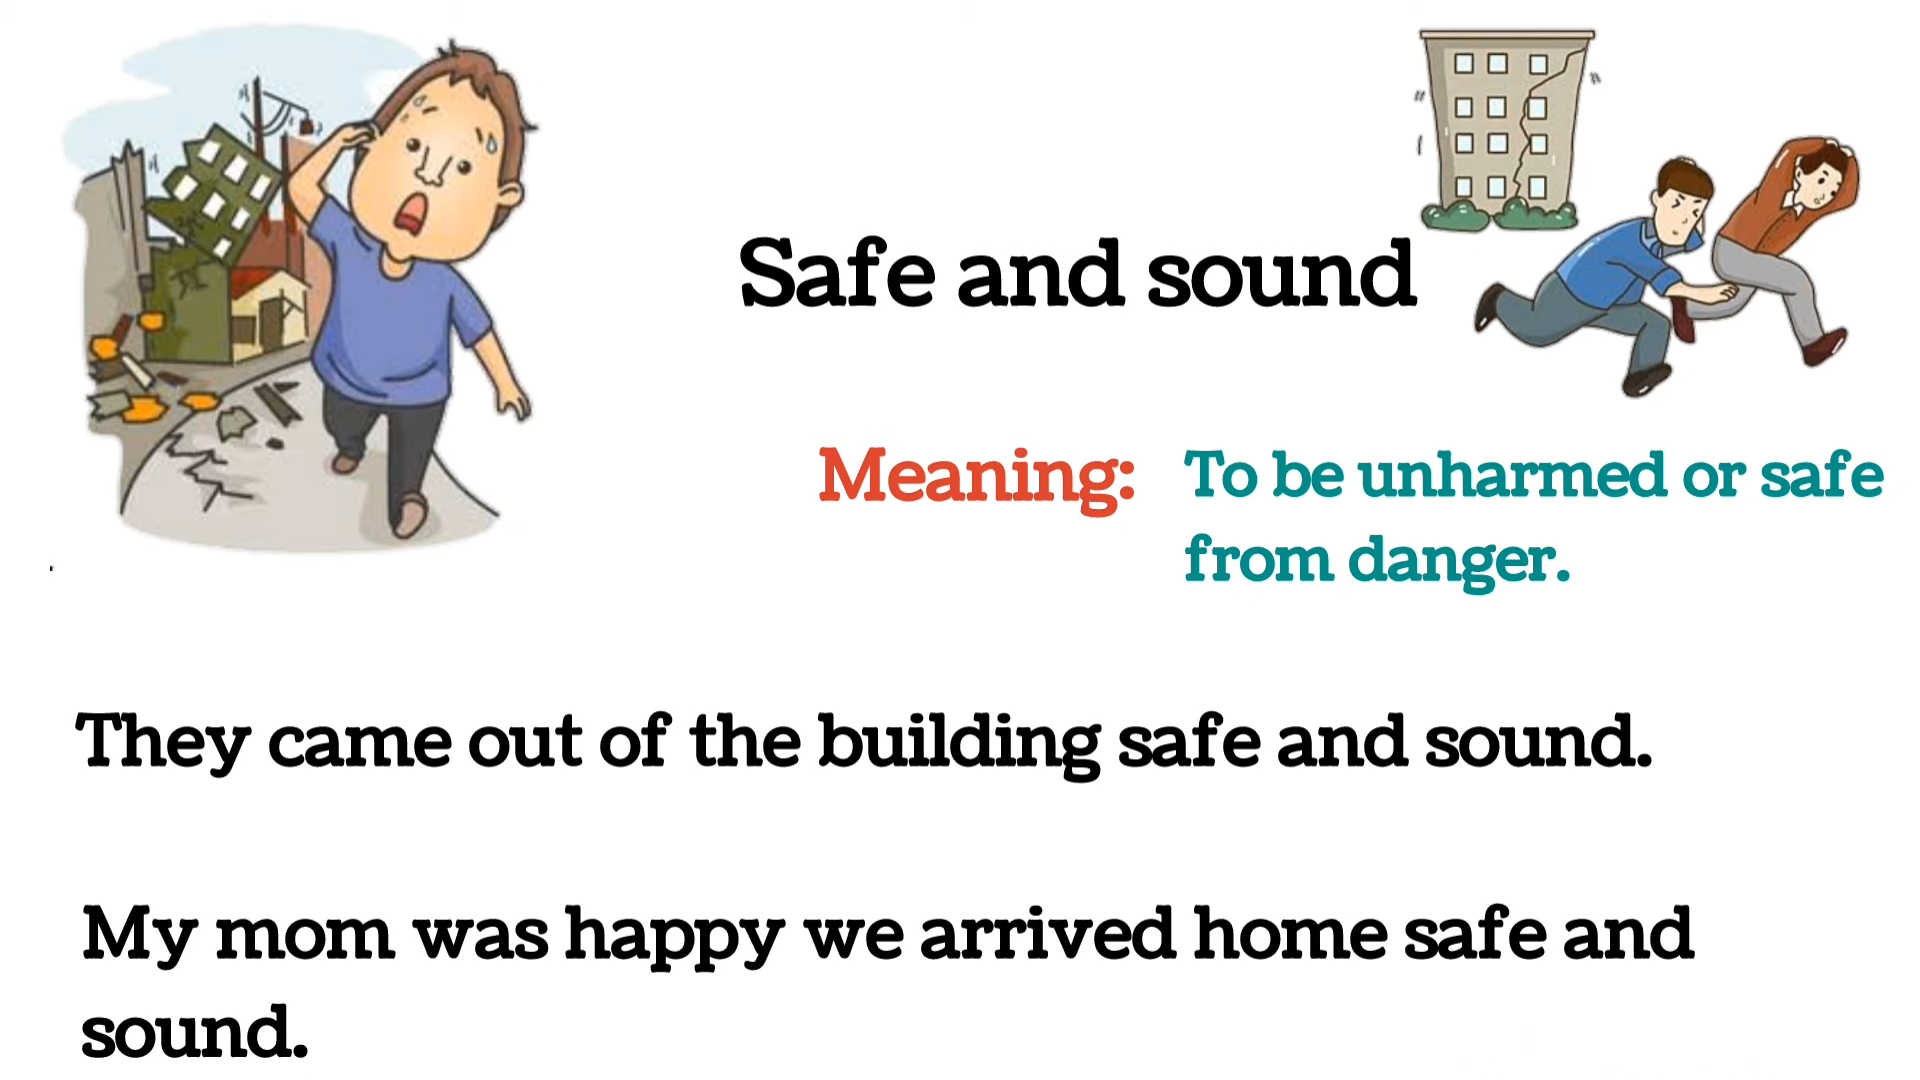 Safe and sound
Meaning: To be unharmed or safe
from danger.
They came out of the building safe and sound.
My mom was happy we arrived home safe and
sound.